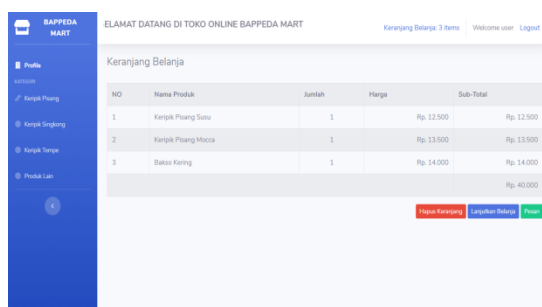 BAPPEDA
MART
ELAMAT DATANG DI TOKO ONLINE BAPPEDA MART
Keranjang Belanja: 3 items
Welcome user
Logout
Profile
KATEGORI
Keripik Pisang
Keripik Singkong
Keripik Tempe
Produk Lain
Keranjang Belanja
NO Nama Produk Jumlah Harga Sub-Total
1 Keripik Pisang Susu 1 Rp. 12.500 Rp. 12.500
2 Keripik Pisang Mocca 1 Rp. 13.500 Rp. 13.500
3 Bakso Kering 1 Rp. 14.000 Rp. 14.000
Rp. 40.000
Hapus Keranjang Lanjutkan Belanja Pesan